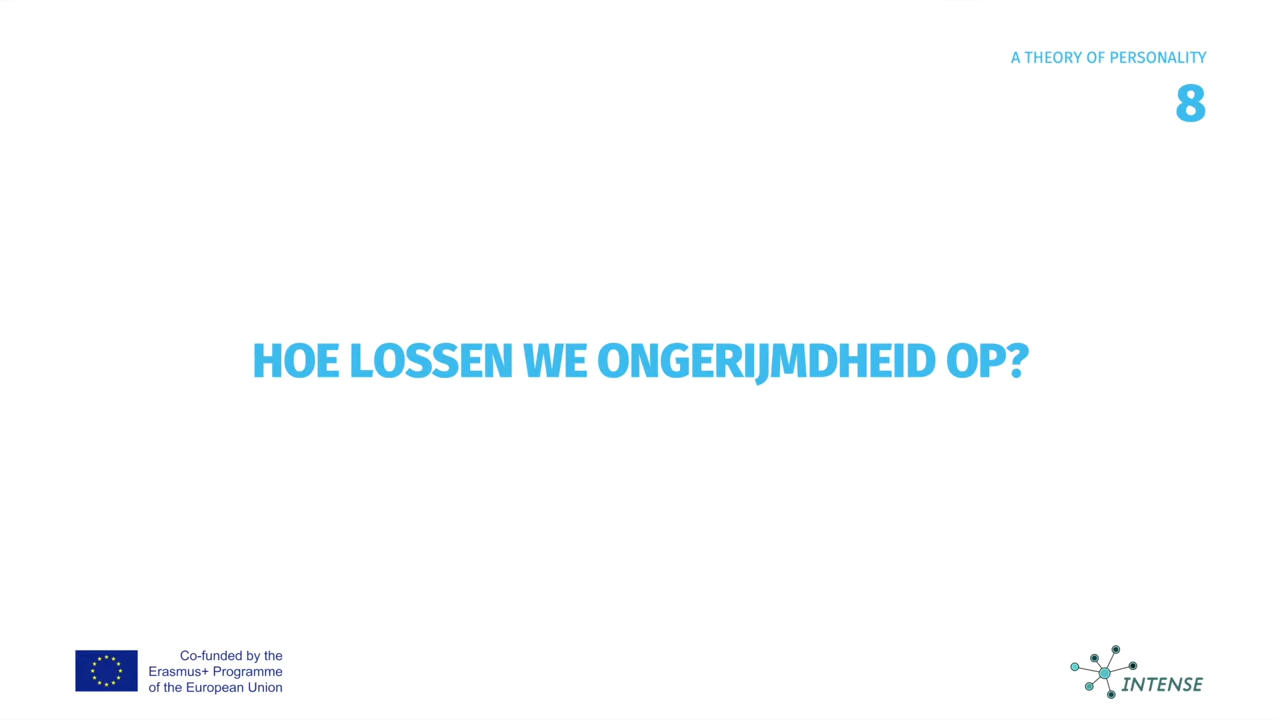 A THEORY OF PERSONALITY
8
HOE LOSSEN WE ONGERIJMDHEID OP?
Co-funded by the
Erasmus+ Programme
of the European Union
INTENSE